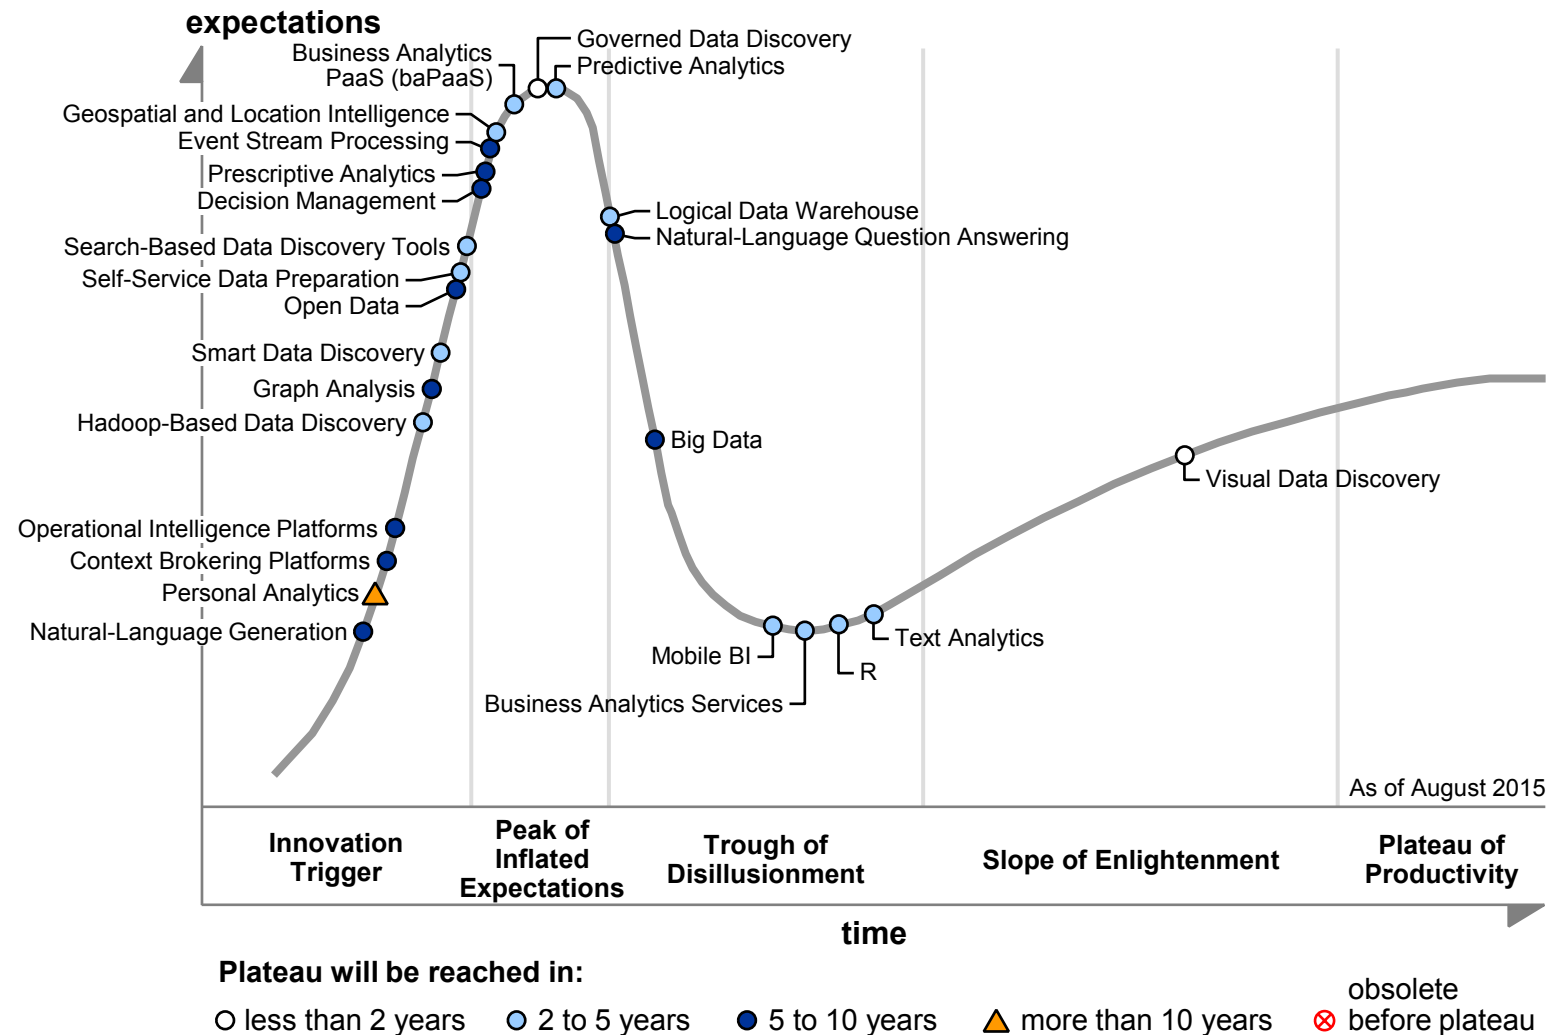 expectations
Business Analytics
PaaS (baPaaS)
Governed Data Discovery
Predictive Analytics
Geospatial and Location Intelligence
Event Stream Processing
Prescriptive Analytics
Decision Management
Logical Data Warehouse
Natural-Language Question Answering
Search-Based Data Discovery Tools
Self-Service Data Preparation
Open Data
Smart Data Discovery
Graph Analysis
Hadoop-Based Data Discovery
Big Data
Visual Data Discovery
Operational Intelligence Platforms
Context Brokering Platforms
Personal Analytics
Natural-Language Generation
Text Analytics
Mobile BI
R
Business Analytics Services
As of August 2015
Innovation
Trigger
Peak of
Inflated
Expectations
Trough of
Disillusionment
Slope of Enlightenment
Plateau of
Productivity
time
Plateau will be reached in:
less than 2 years
2 to 5 years
5 to 10 years
more than 10 years
obsolete
before plateau